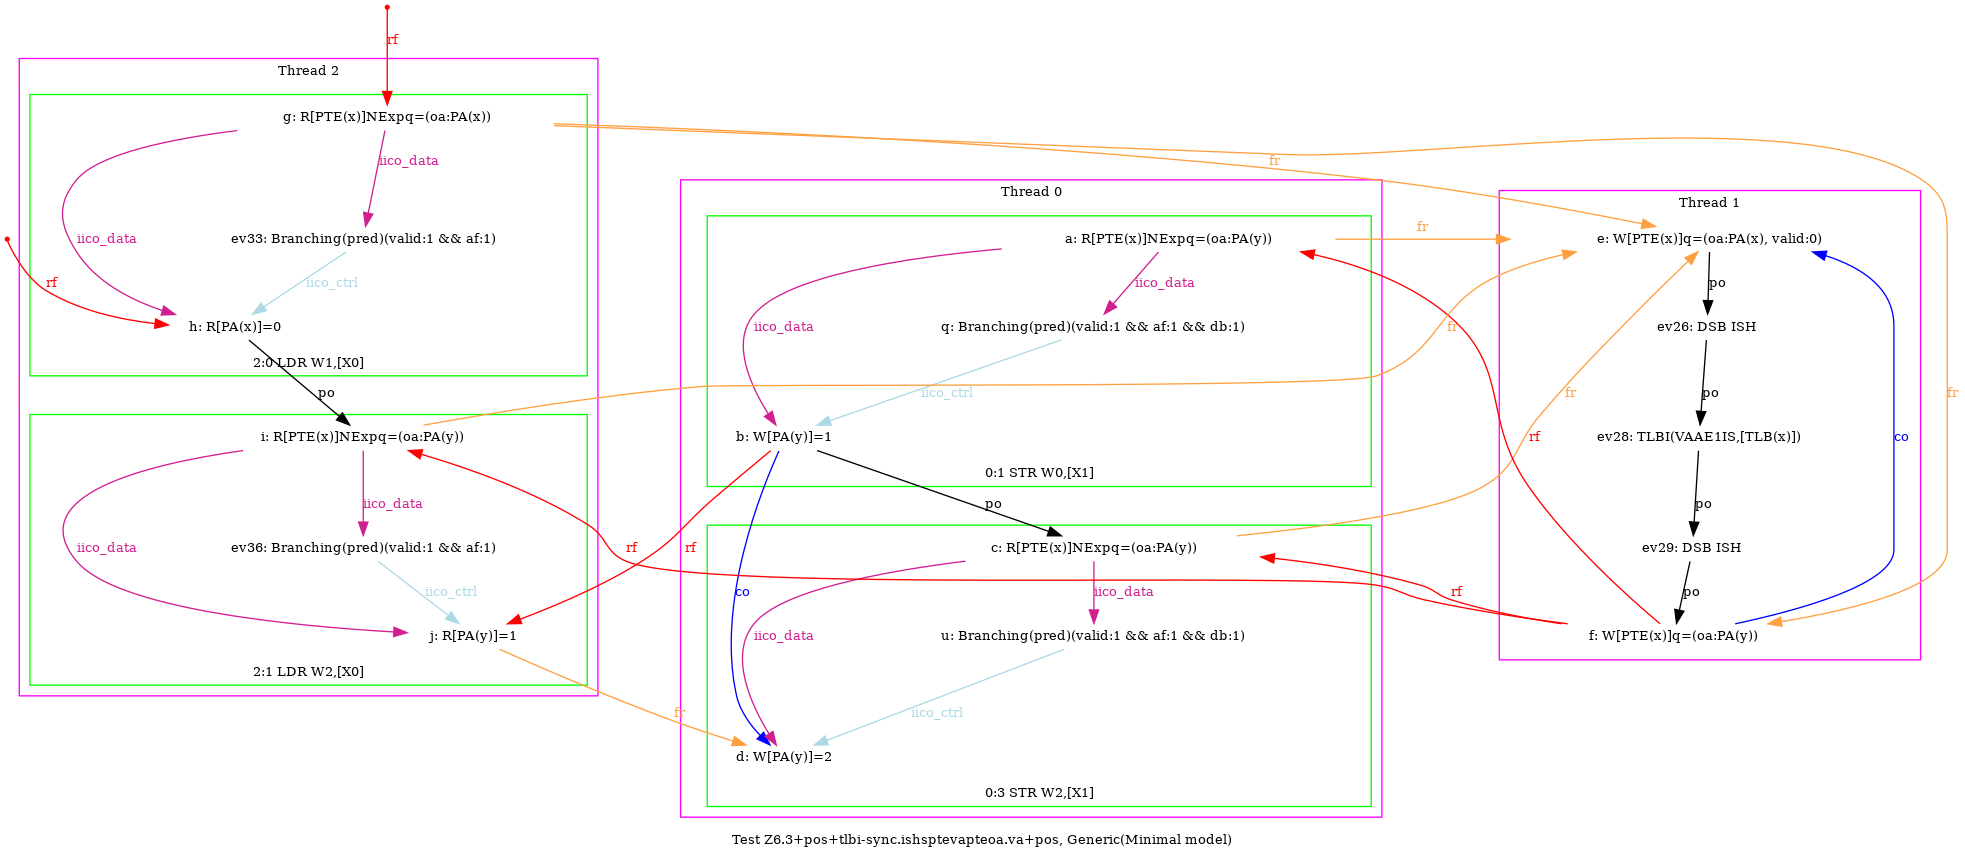 rf
Thread 2
g: R[PTE(x)]NExpq=(oa:PA(x))
iico_data
iico_data
ev33: Branching(pred)(valid:1 && af:1)
rf
iico_ctrl
h: R[PA(x)]=0
2:0 LDR W1,[X0]
po
i: R[PTE(x)]NExpq=(oa:PA(y))
iico_data
iico_data
ev36: Branching(pred)(valid:1 && af:1)
iico_ctrl
j: R[PA(y)]=1
2:1 LDR W2,[X0]
rf
rf
fr
Thread 0
a: R[PTE(x)]NExpq=(oa:PA(y))
iico_data
iico_data
q: Branching(pred)(valid:1 && af:1 && db:1)
iico_ctrl
b: W[PA(y)]=1
0:1 STR W0,[X1]
po
c: R[PTE(x)]NExpq=(oa:PA(y))
co
iico_data
iico_data
u: Branching(pred)(valid:1 && af:1 && db:1)
iico_ctrl
d: W[PA(y)]=2
0:3 STR W2,[X1]
fr
fr
fr
fr
rf
rf
Thread 1
e: W[PTE(x)]q=(oa:PA(x), valid:0)
po
ev26: DSB ISH
po
ev28: TLBI(VAAE1IS,[TLB(x)])
po
ev29: DSB ISH
po
f: W[PTE(x)]q=(oa:PA(y))
co
fr
Test Z6.3+pos+tlbi-sync.ishsptevapteoa.va+pos, Generic(Minimal model)